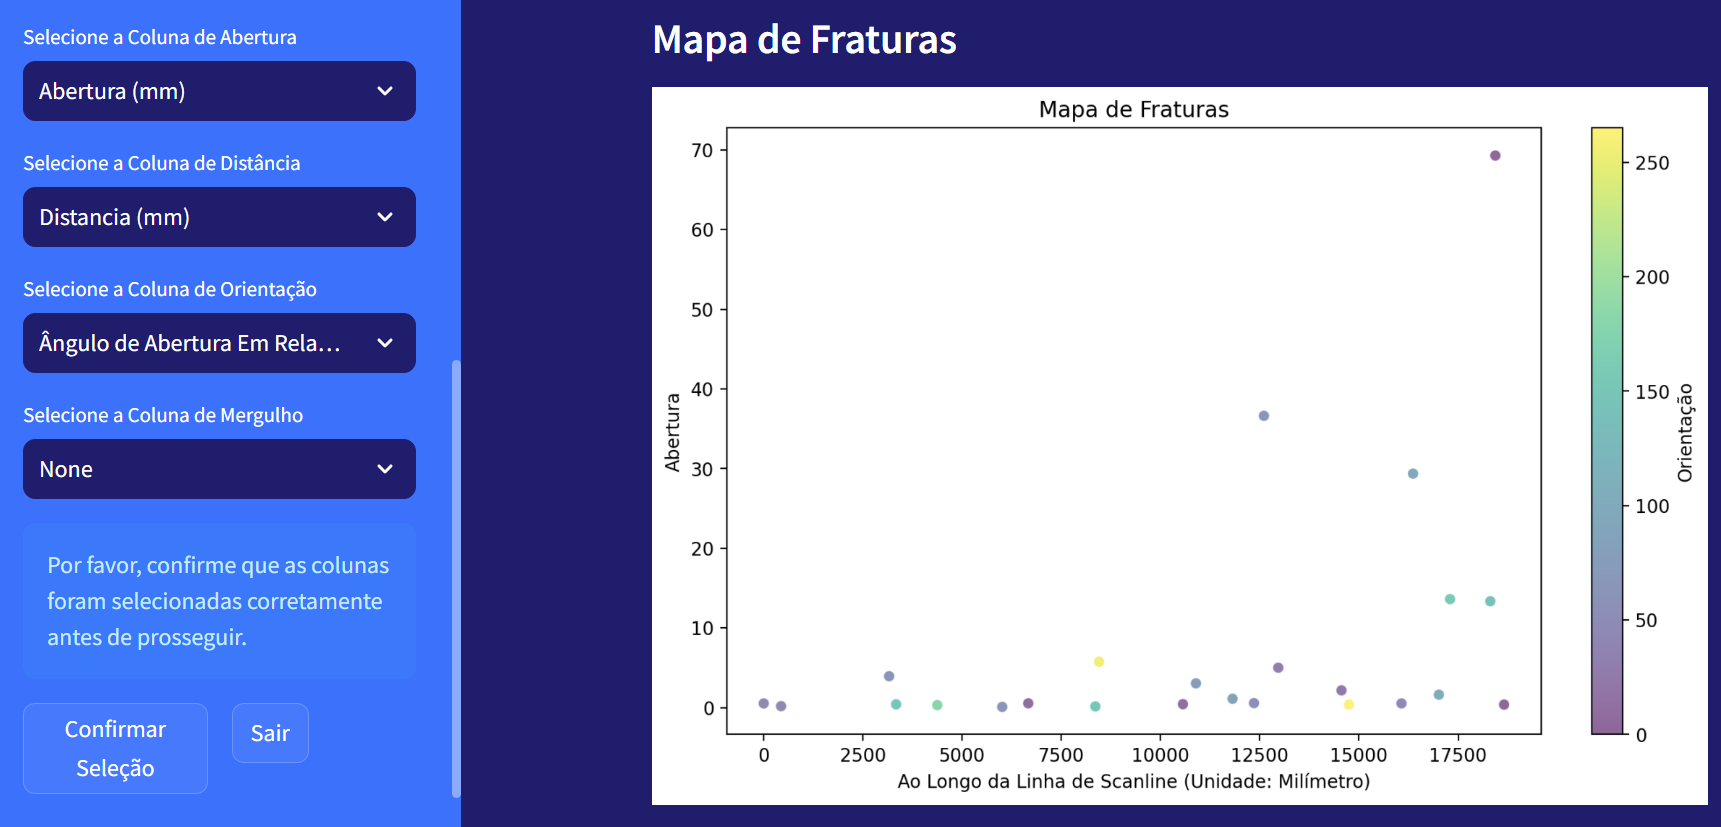 Selecione a Coluna de Abertura
Abertura (mm)
Selecione a Coluna de Distância
Distancia (mm)
Selecione a Coluna de Orientação
Ângulo de Abertura Em Rela...
Selecione a Coluna de Mergulho
None
Por favor, confirme que as colunas
foram selecionadas corretamente
antes de prosseguir.
Confirmar
Seleção
Sair
Mapa de Fraturas
Mapa de Fraturas
70
60
50
40
30
20
10
0
Abertura
0
2500
5000
7500
10000
12500
15000
17500
Ao Longo da Linha de Scanline (Unidade: Milímetro)
250
200
150
100
50
0
Orientação